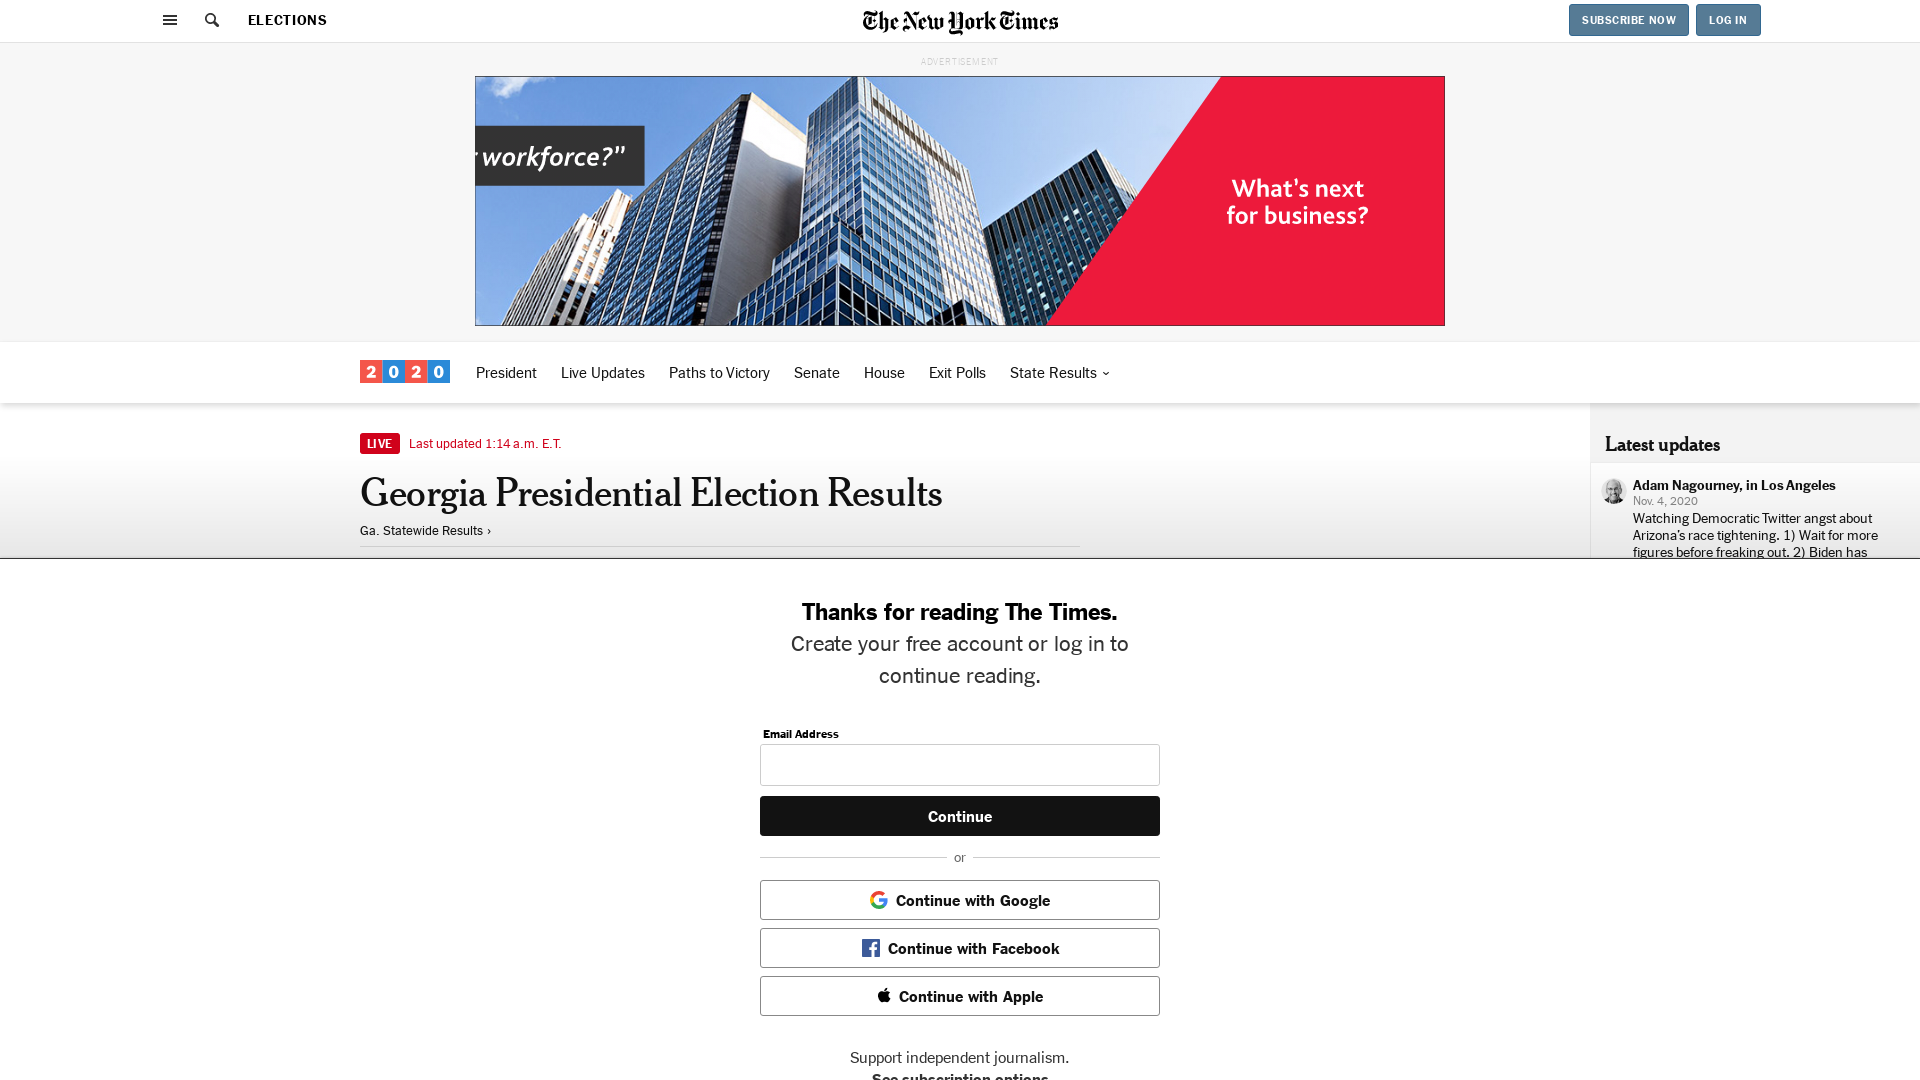 ELECTIONS
The New York Times
SUBSCRIBE NOW
LOG IN
ADVERTISEMENT
workforce?”
What’s next
for business?
2020
President
Live Updates
Paths to Victory
Senate
House
Exit Polls
State Results
LIVE
Last updated 1:14 a.m. E.T.
Georgia Presidential Election Results
Ga. Statewide Results ›
Latest updates
Adam Nagourney, in Los Angeles
Nov. 4, 2020
Watching Democratic Twitter angst about
Arizona’s race tightening. 1) Wait for more
figures before freaking out. 2) Biden has
Thanks for reading The Times.
Create your free account or log in to
continue reading.
Email Address
Continue
or
Continue with Google
Continue with Facebook
Continue with Apple
Support independent journalism.
See subscription options